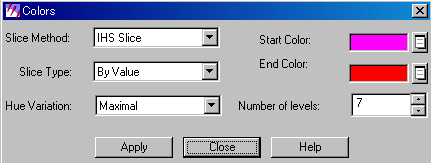 Colors
Slice Method: IHS Slice Start Color:
Slice Type: By Value End Color:
Hue Variation: Maximal Number of levels: 7
Apply Close Help